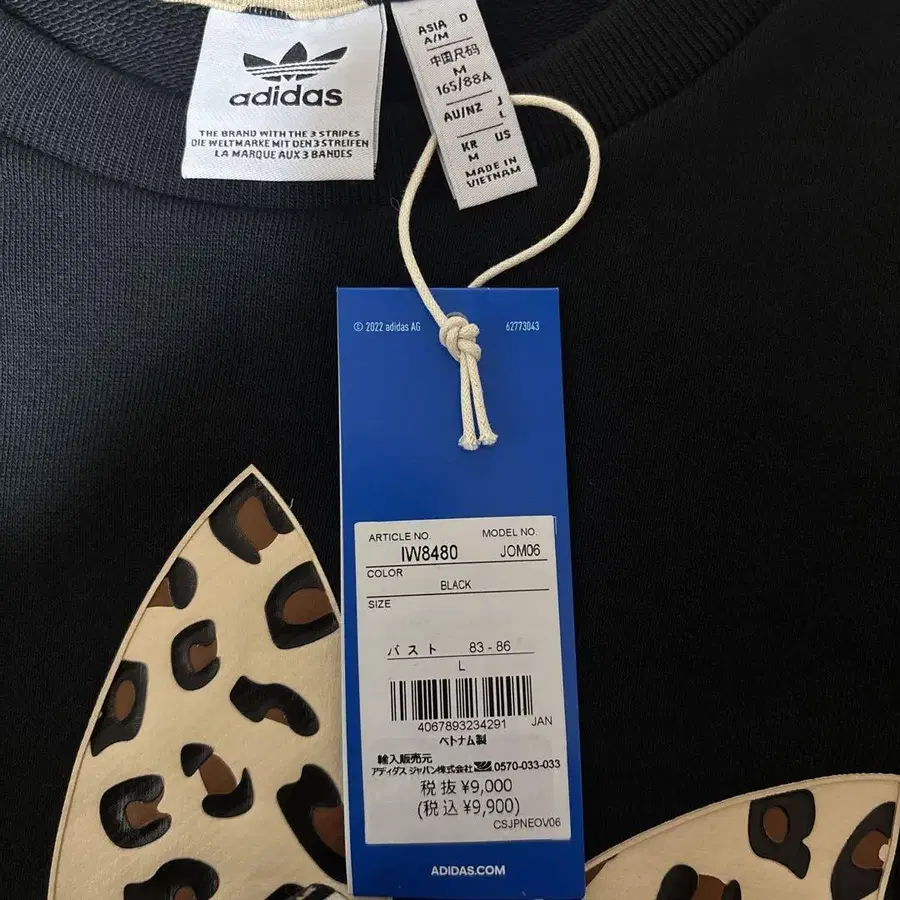 adidas
THE BRAND WITH THE 3 STRIPES
DIE WELTMARKE MIT DEN 3 STREIFEN
LA MARQUE AUX 3 BANDES
ASIA D
A/M
中国尺码
M
165/88A
AU/NZ J
L
KR US
M
MADE IN
VIETNAM
© 2022 adidas AG 62773043
ARTICLE NO. MODEL NO.
IW8480 JOM06
COLOR
BLACK
SIZE
バスト 83 - 86
L
4067893234291 JAN
ベトナム製
輸入販売元
アディダス ジャパン株式会社 0570-033-033
税 抜 ¥9,000
(税 込 ¥9,900)
CSJPNEOV06
ADIDAS.COM